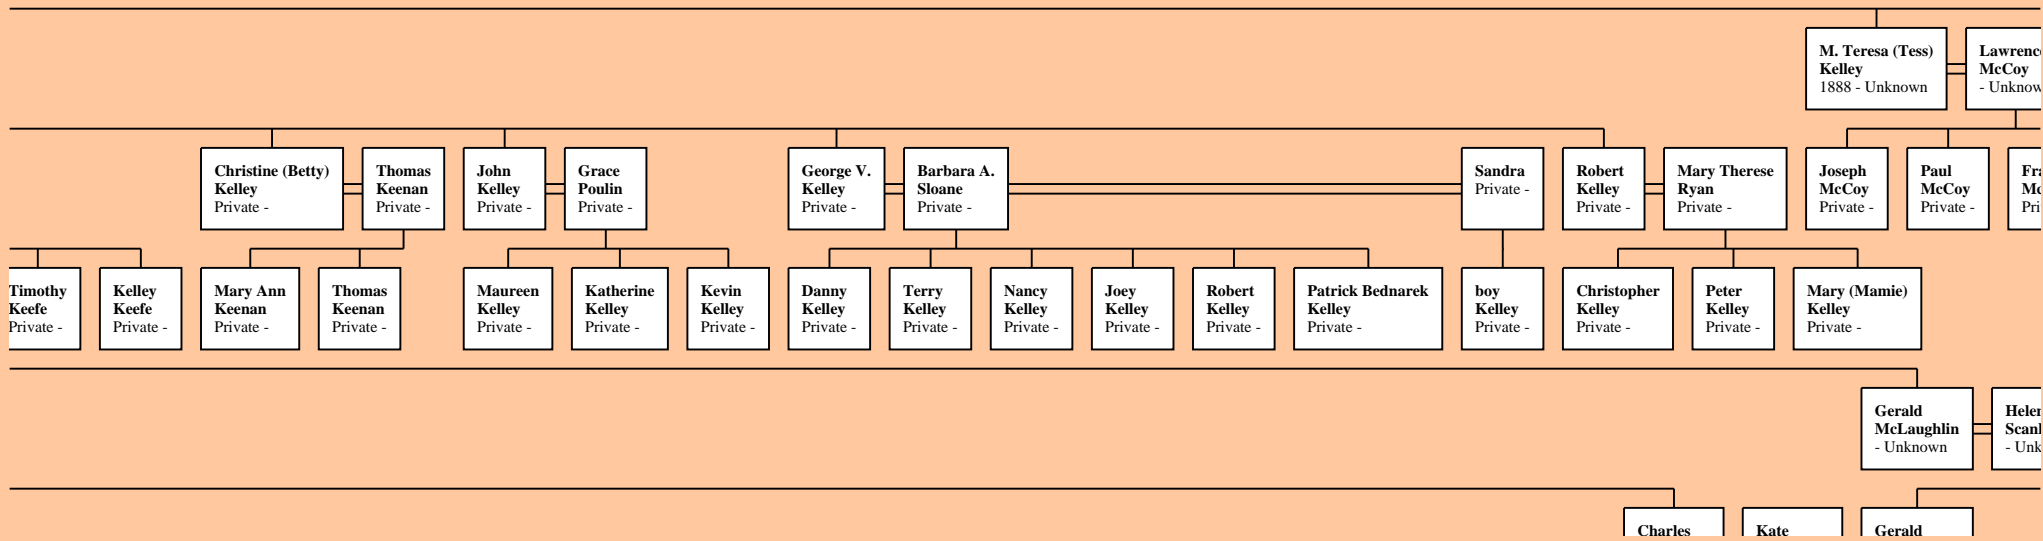 M. Teresa (Tess)
Kelley
1888 - Unknown
McCoy
- Unknow
Christine (Betty)
Kelley
Private -
Thomas
Keenan
Private -
John
Kelley
Private -
Grace
Poulin
Private -
George V.
Kelley
Private -
Barbara A.
Sloane
Private -
Sandra
Private -
Robert
Kelley
Private -
Mary Therese
Ryan
Private -
Joseph
McCoy
Private -
Paul
McCoy
Private -
Timothy
Keefe
Private -
Kelley
Keefe
Private -
Mary Ann
Keenan
Private -
Thomas
Keenan
Private -
Maureen
Kelley
Private -
Katherine
Kelley
Private -
Kevin
Kelley
Private -
Danny
Kelley
Private -
Terry
Kelley
Private -
Nancy
Kelley
Private -
Joey
Kelley
Private -
Robert
Kelley
Private -
Patrick Bednarek
Kelley
Private -
boy
Kelley
Private -
Christopher
Kelley
Private -
Peter
Kelley
Private -
Mary (Mamie)
Kelley
Private -
Gerald
McLaughlin
- Unknown
Charles
Kate
Gerald